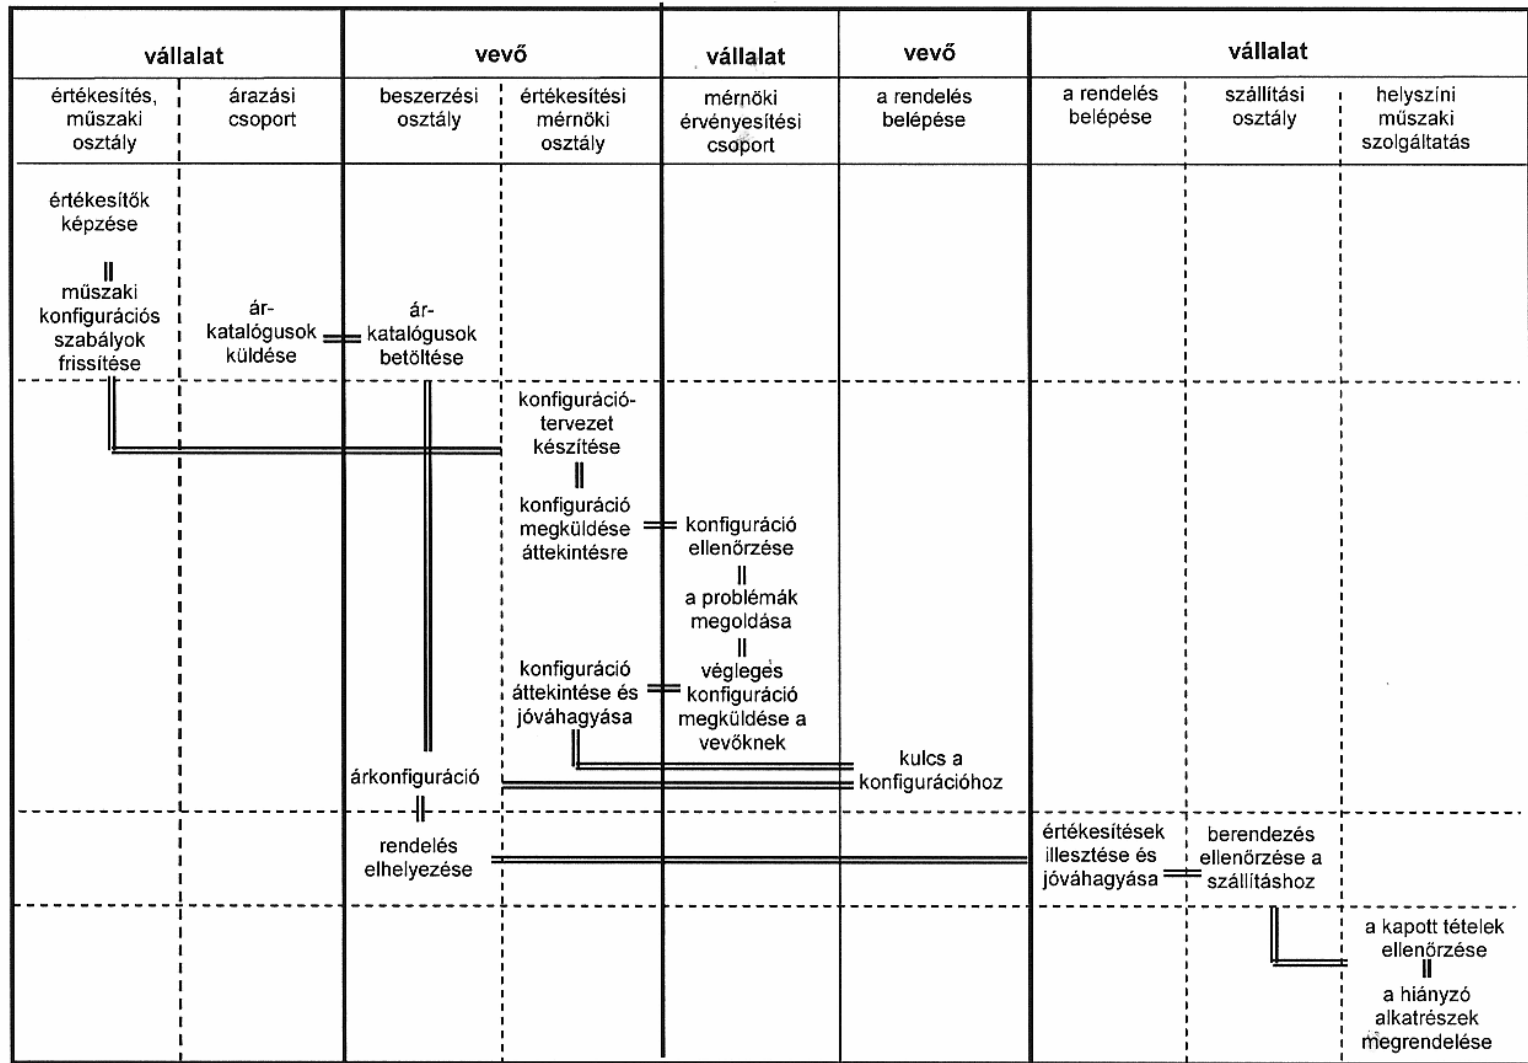 vállalat
vevő
vállalat
vevő
vállalat
értékesítés,
műszaki
osztály
árazási
csoport
beszerzési
osztály
értékesítési
mérnöki
osztály
mérnöki
érvényesítési
csoport
a rendelés
belépése
a rendelés
belépése
szállítási
osztály
helyszíni
műszaki
szolgáltatás
értékesítők
képzése
műszaki
konfigurációs
szabályok
frissítése
ár-
katalógusok
küldése
ár-
katalógusok
betöltése
konfiguráció-
tervezet
készítése
konfiguráció
megküldése
áttekintésre
konfiguráció
ellenőrzése
a problémák
megoldása
konfiguráció
áttekintése és
jóváhagyása
végleges
konfiguráció
megküldése a
vevőknek
árkonfiguráció
kulcs a
konfigurációhoz
rendelés
elhelyezése
értékesítések
illesztése és
jóváhagyása
berendezés
ellenőrzése a
szállításhoz
a kapott tételek
ellenőrzése
a hiányzó
alkatrészek
megrendelése